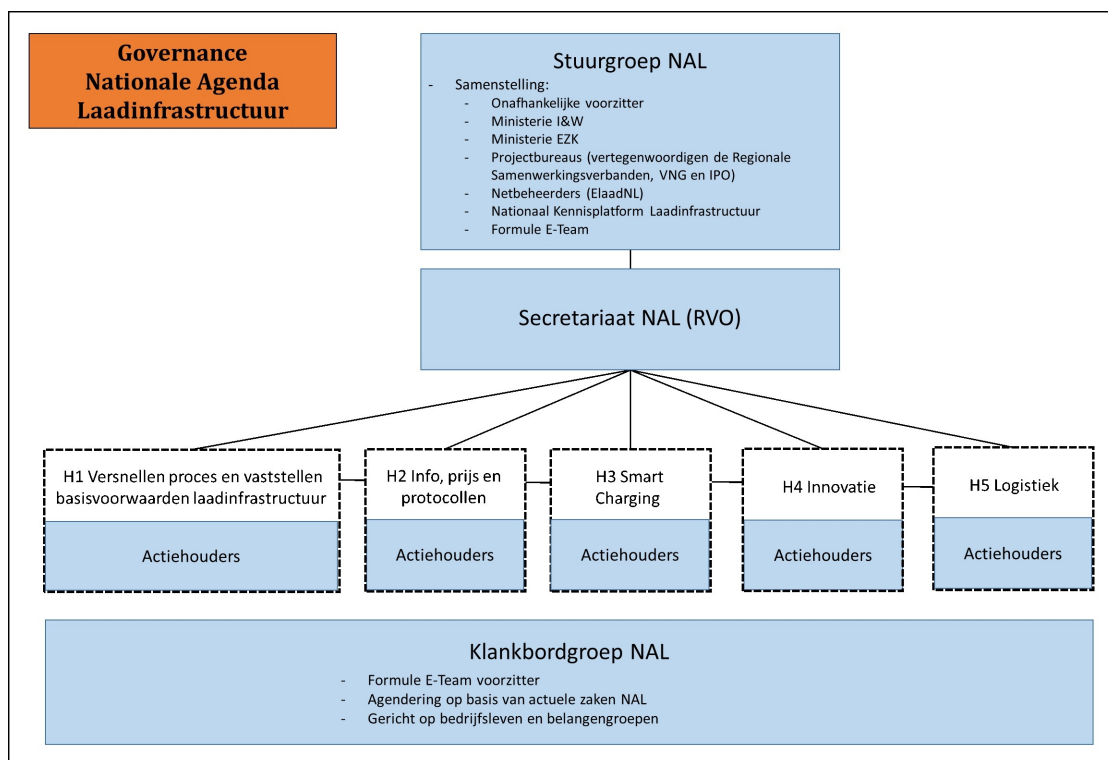 Governance
Nationale Agenda
Laadinfrastructuur
Stuurgroep NAL
- Samenstelling:
- Onafhankelijke voorzitter
- Ministerie I&W
- Ministerie EZK
- Projectbureaus (vertegenwoordigen de Regionale
Samenwerkingsverbanden, VNG en IPO)
- Netbeheerders (ElaadNL)
- Nationaal Kennisplatform Laadinfrastructuur
- Formule E-Team
Secretariaat NAL (RVO)
H1 Versnellen proces en vaststellen
basisvoorwaarden laadinfrastructuur
Actiehouders
H2 Info, prijs en
protocollen
Actiehouders
H3 Smart
Charging
Actiehouders
H4 Innovatie
Actiehouders
H5 Logistiek
Actiehouders
Klankbordgroep NAL
- Formule E-Team voorzitter
- Agendering op basis van actuele zaken NAL
- Gericht op bedrijfsleven en belangengroepen